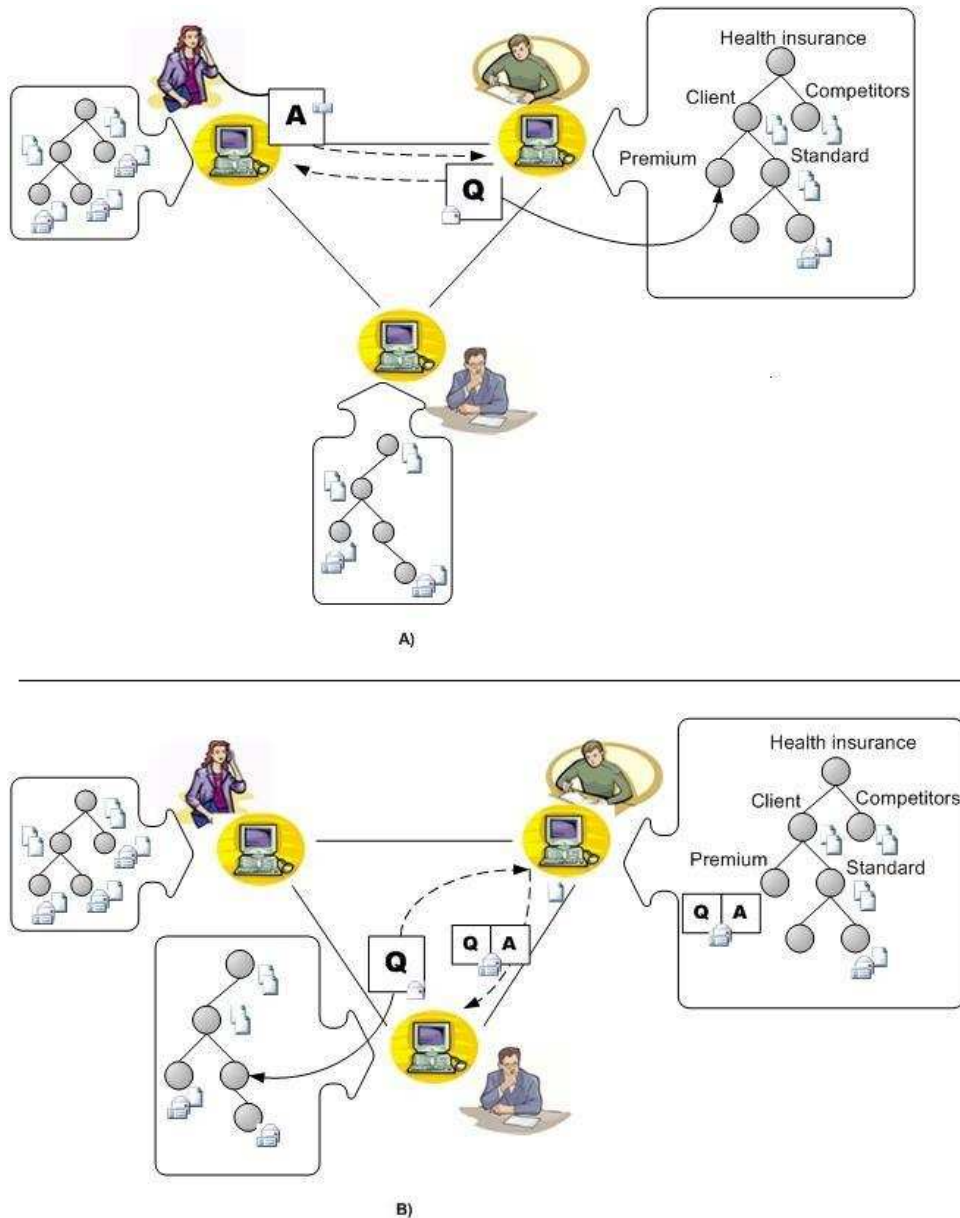 Health insurance
Client
Competitors
A
Premium
Standard
Q
A)
Health insurance
Client
Competitors
Premium
Standard
Q A
Q
Q A
B)